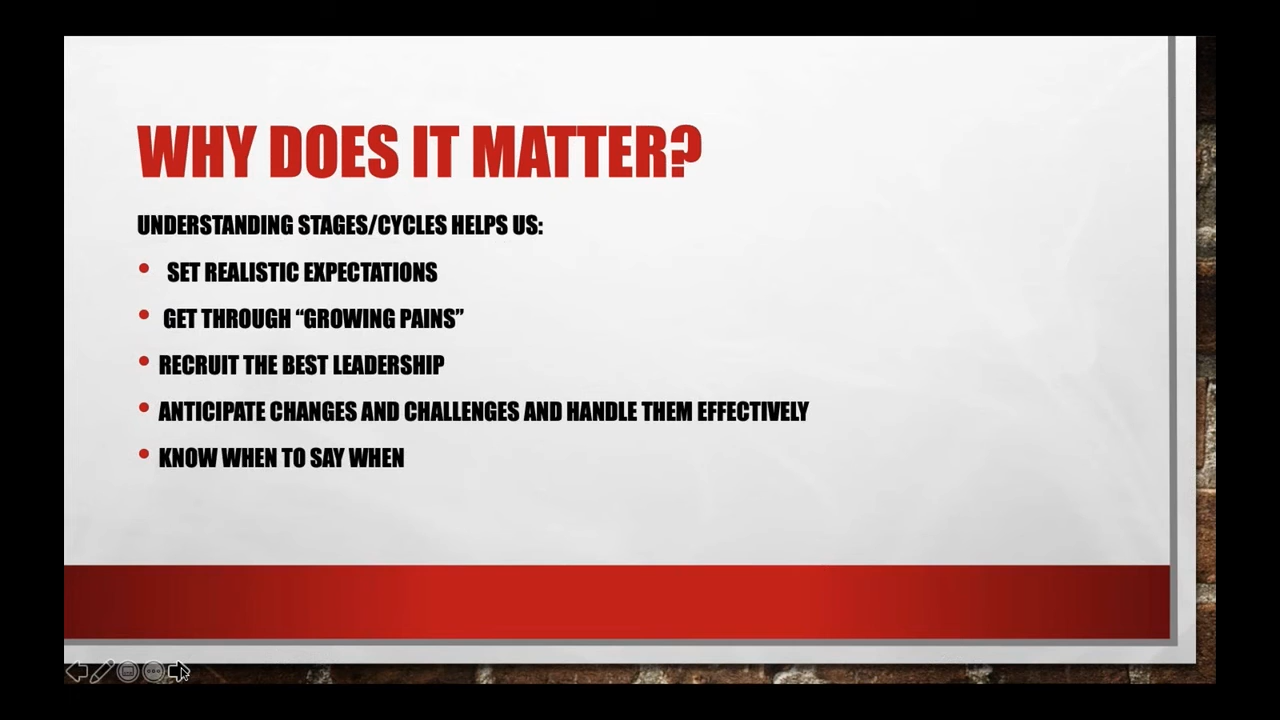 WHY DOES IT MATTER?
UNDERSTANDING STAGES/CYCLES HELPS US:
• SET REALISTIC EXPECTATIONS
• GET THROUGH “GROWING PAINS”
• RECRUIT THE BEST LEADERSHIP
• ANTICIPATE CHANGES AND CHALLENGES AND HANDLE THEM EFFECTIVELY
• KNOW WHEN TO SAY WHEN